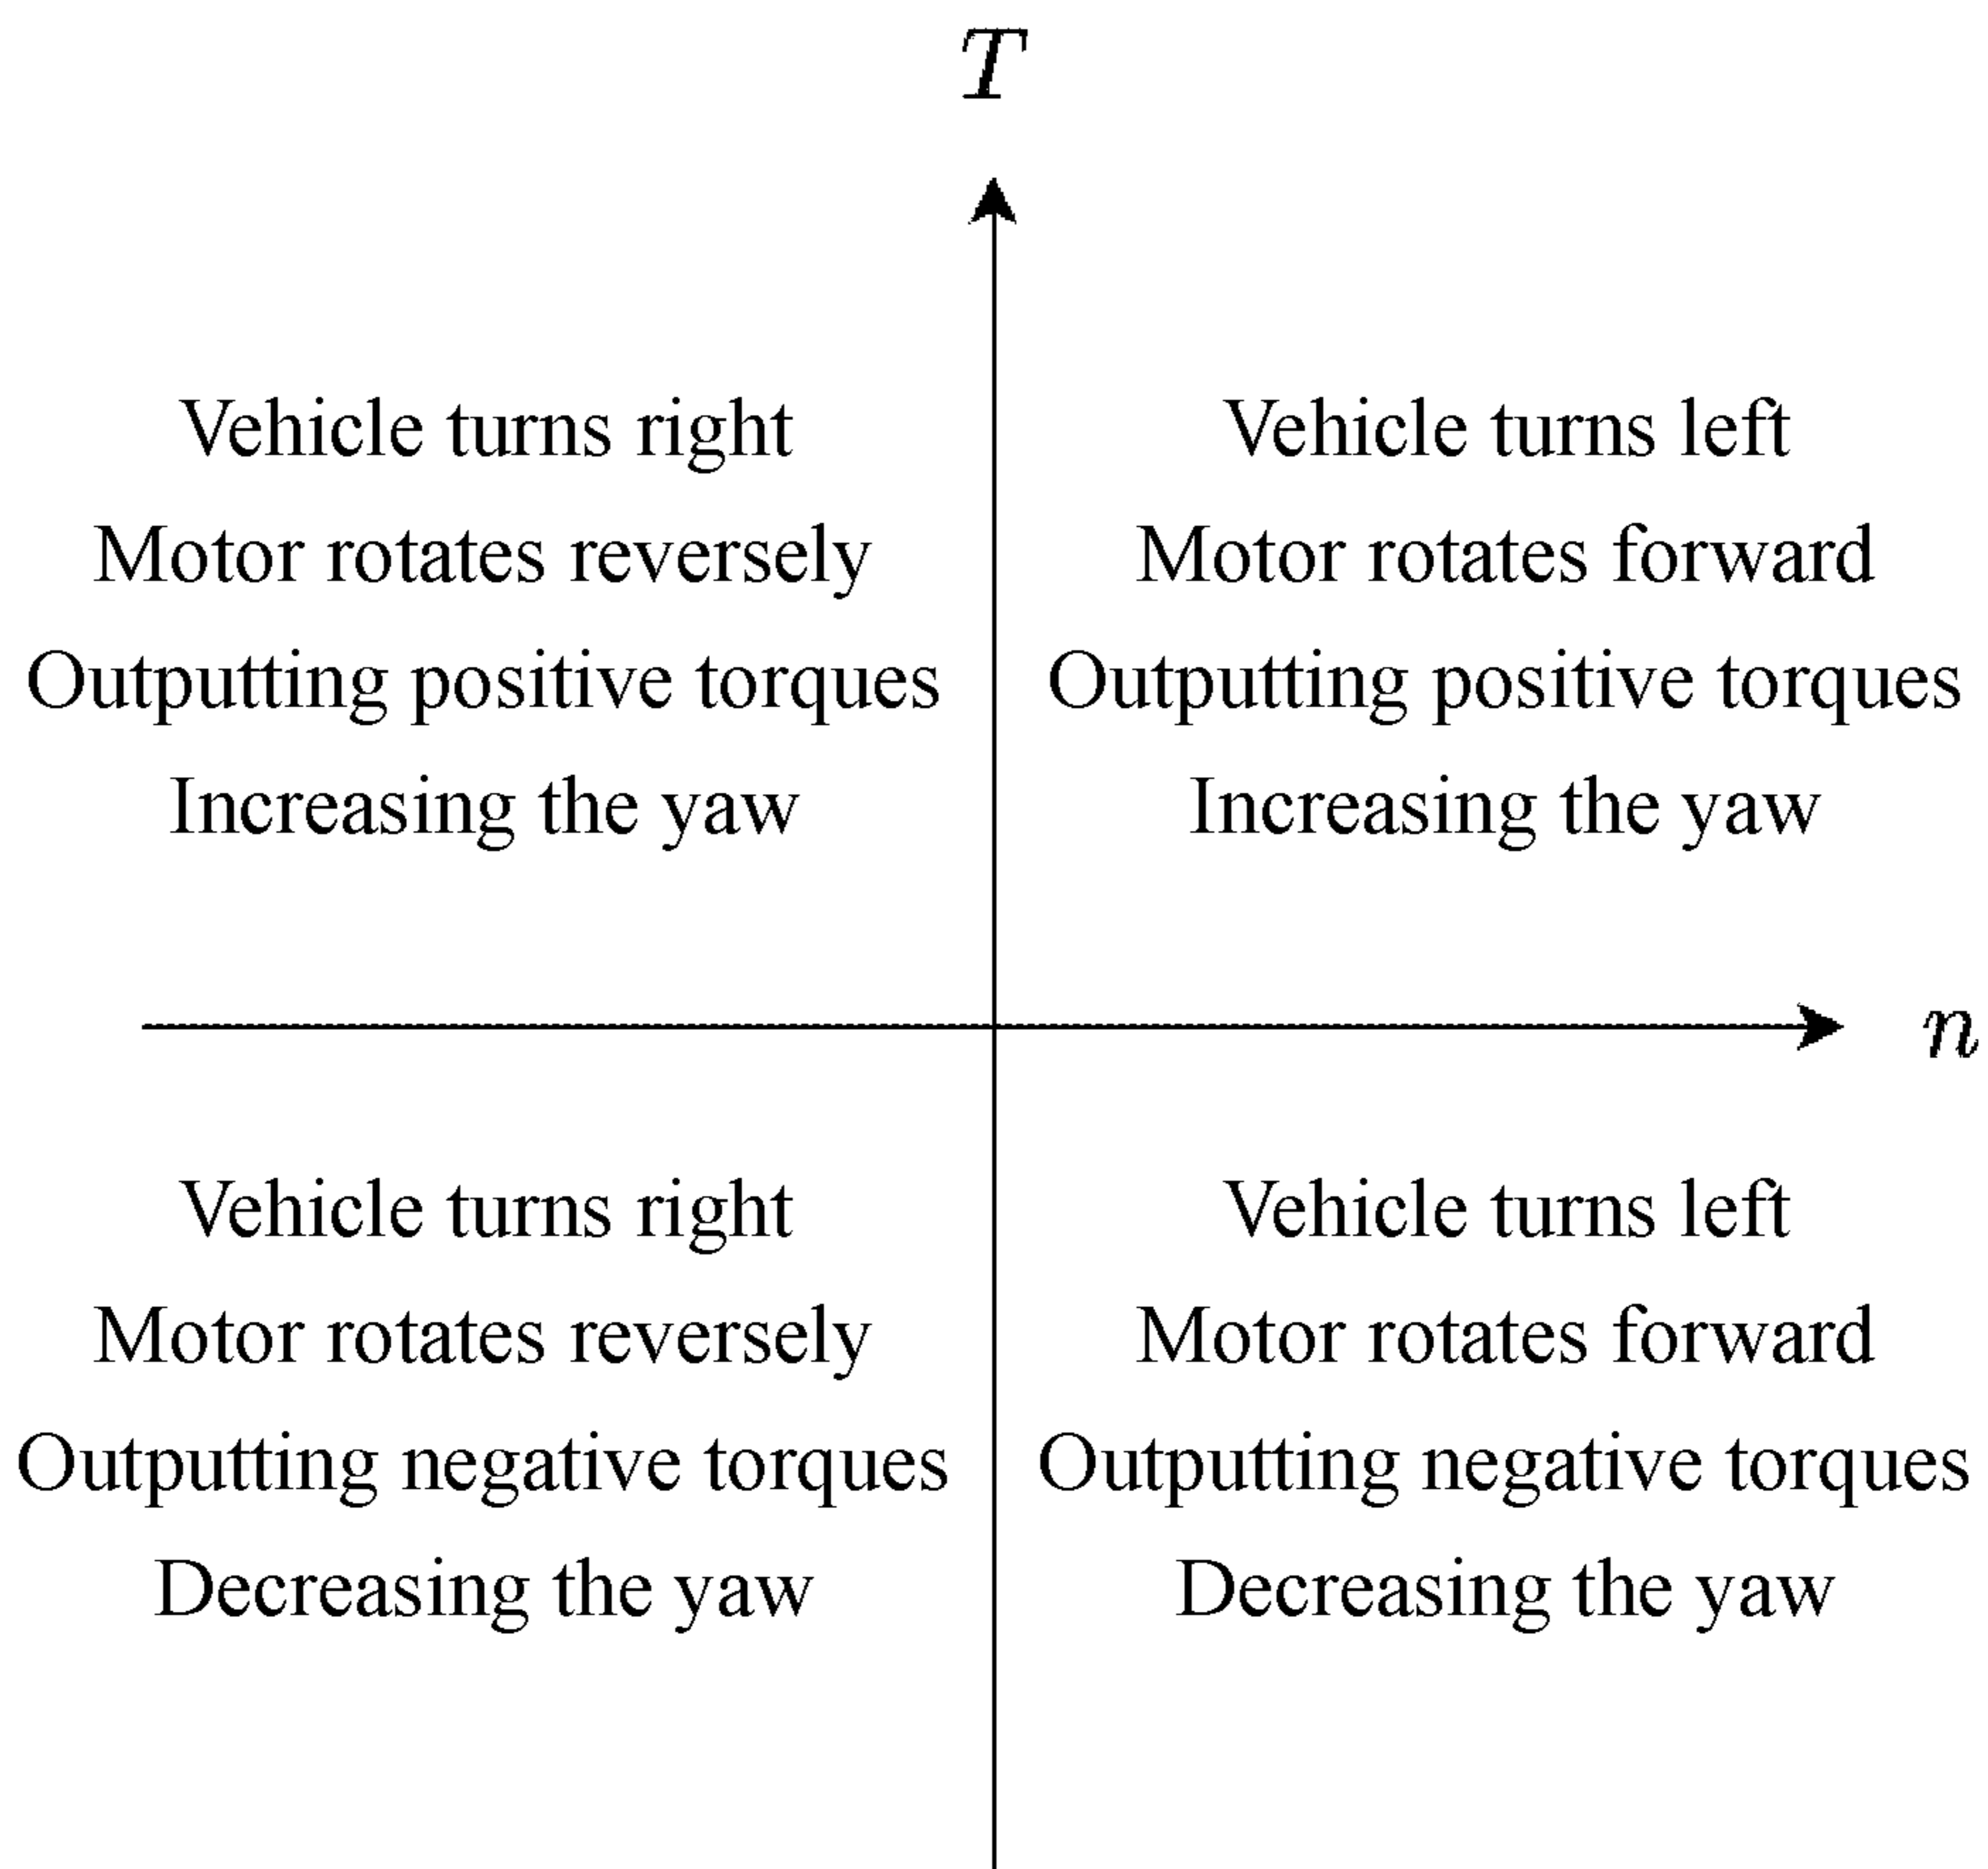 T
Vehicle turns right
Motor rotates reversely
Outputting positive torques
Increasing the yaw
Vehicle turns left
Motor rotates forward
Outputting positive torques
Increasing the yaw
n
Vehicle turns right
Motor rotates reversely
Outputting negative torques
Decreasing the yaw
Vehicle turns left
Motor rotates forward
Outputting negative torques
Decreasing the yaw